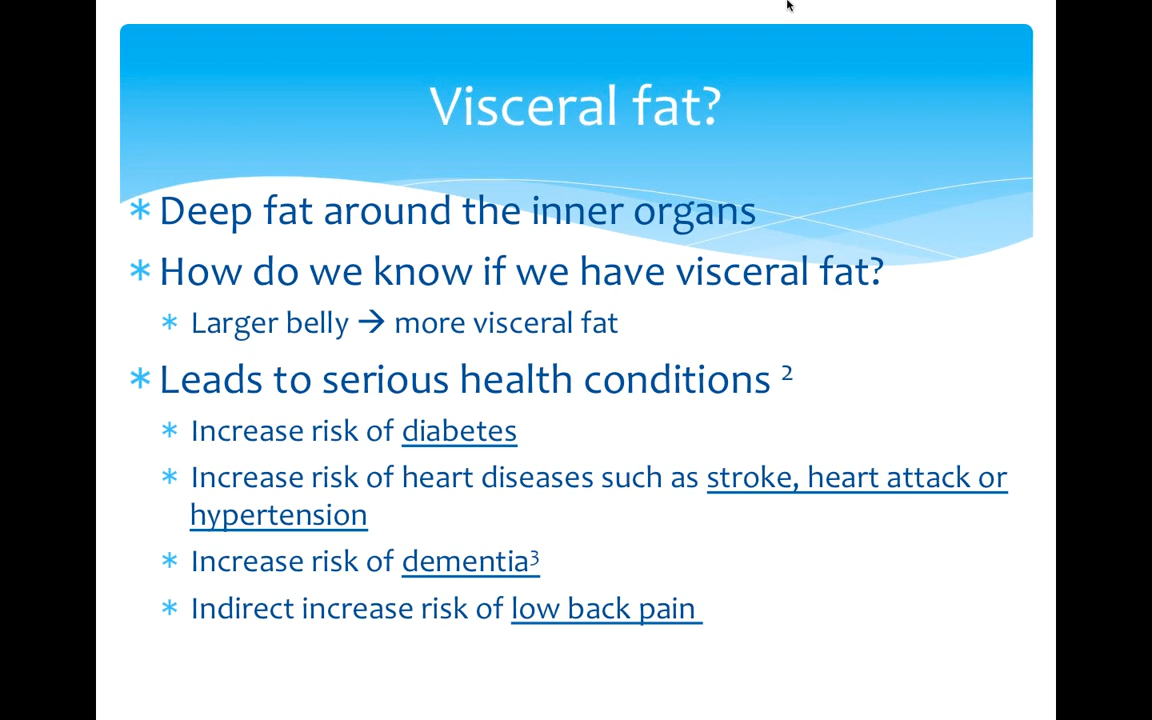 Visceral fat?
* Deep fat around the inner organs
* How do we know if we have visceral fat?
* Larger belly → more visceral fat
* Leads to serious health conditions ²
* Increase risk of diabetes
* Increase risk of heart diseases such as stroke, heart attack or
hypertension
* Increase risk of dementia³
* Indirect increase risk of low back pain